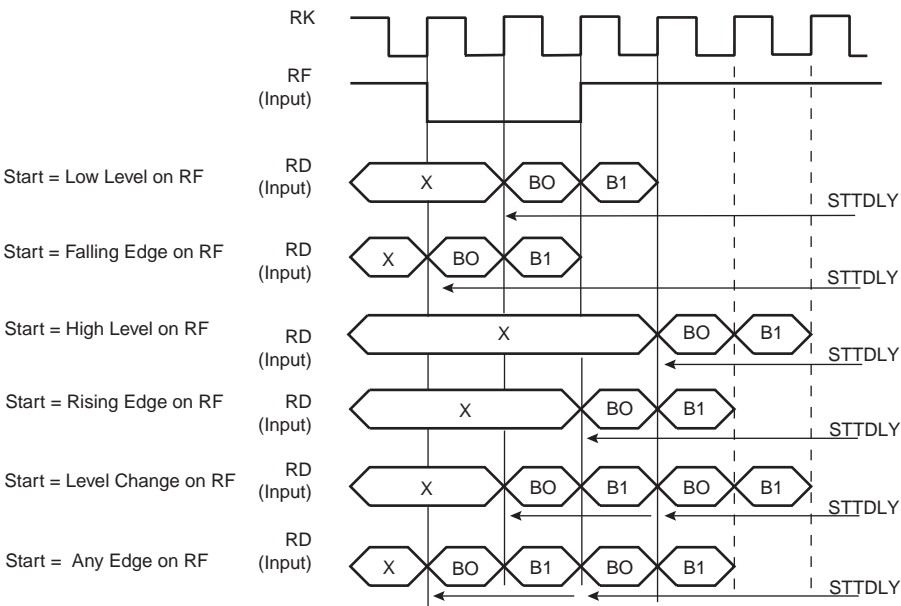 RK
RF
(Input)
Start = Low Level on RF
RD
(Input)
X
BO
B1
STTDLY
Start = Falling Edge on RF
RD
(Input)
X
BO
B1
STTDLY
Start = High Level on RF
RD
(Input)
X
BO
B1
STTDLY
Start = Rising Edge on RF
RD
(Input)
X
BO
B1
STTDLY
Start = Level Change on RF
RD
(Input)
X
BO
B1
BO
B1
STTDLY
Start = Any Edge on RF
RD
(Input)
X
BO
B1
BO
B1
STTDLY